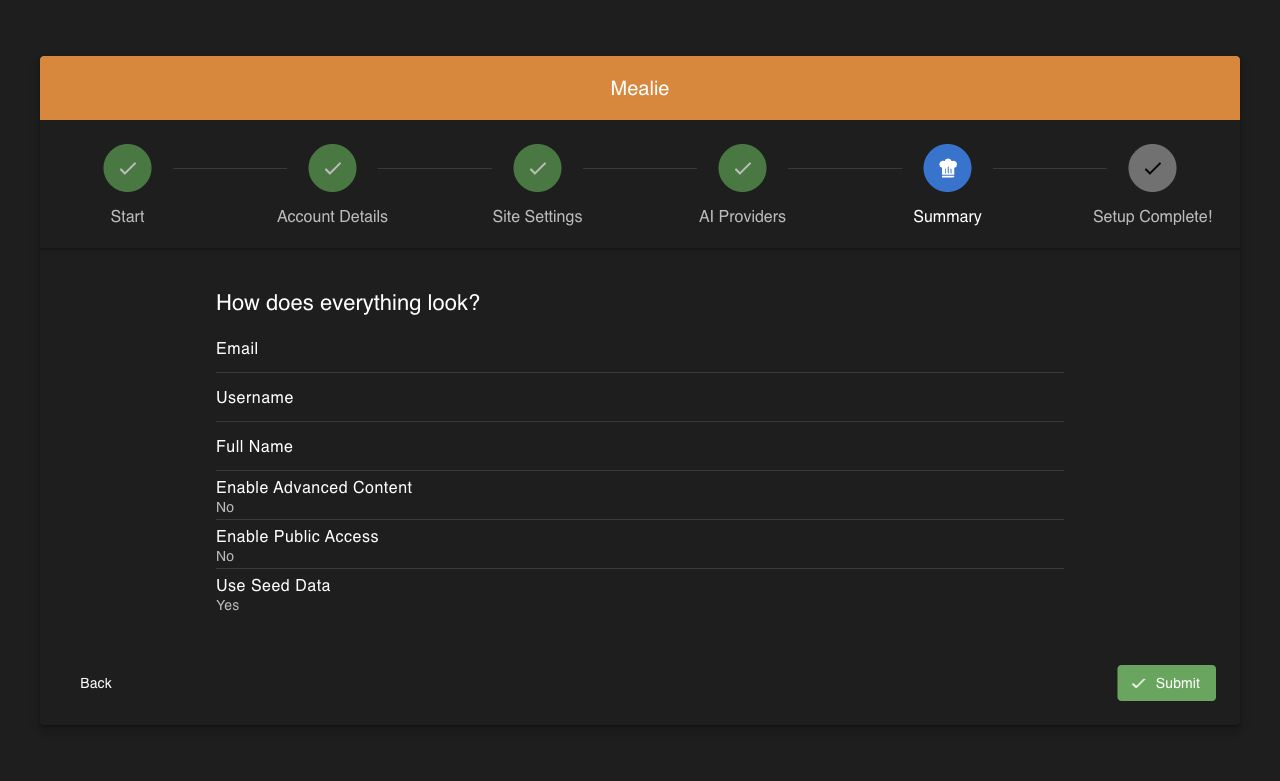 Mealie
Start
Account Details
Site Settings
AI Providers
Summary
Setup Complete!
How does everything look?
Email
Username
Full Name
Enable Advanced Content
No
Enable Public Access
No
Use Seed Data
Yes
Back
Submit